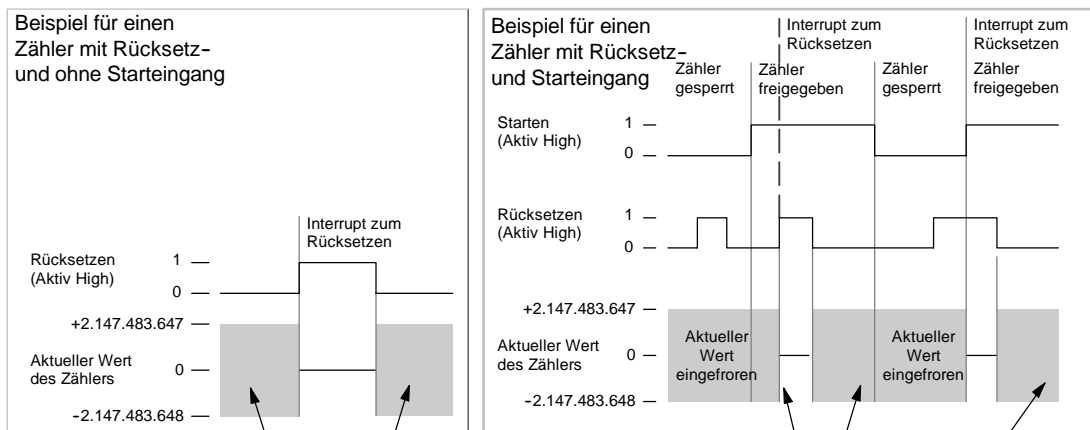 Beispiel für einen
Zähler mit Rücksetz-
und ohne Starteingang
Interrupt zum
Rücksetzen
Rücksetzen
(Aktiv High)
1
0
+2.147.483.647
Aktueller Wert
des Zählers
0
-2.147.483.648
Beispiel für einen
Zähler mit Rücksetz-
und Starteingang
Interrupt zum
Rücksetzen
Interrupt zum
Rücksetzen
Zähler
gesperrt
Zähler
freigegeben
Zähler
gesperrt
Zähler
freigegeben
Starten
(Aktiv High)
1
0
Rücksetzen
(Aktiv High)
1
0
+2.147.483.647
Aktueller Wert
des Zählers
0
-2.147.483.648
Aktueller
Wert
eingefroren
Aktueller
Wert
eingefroren